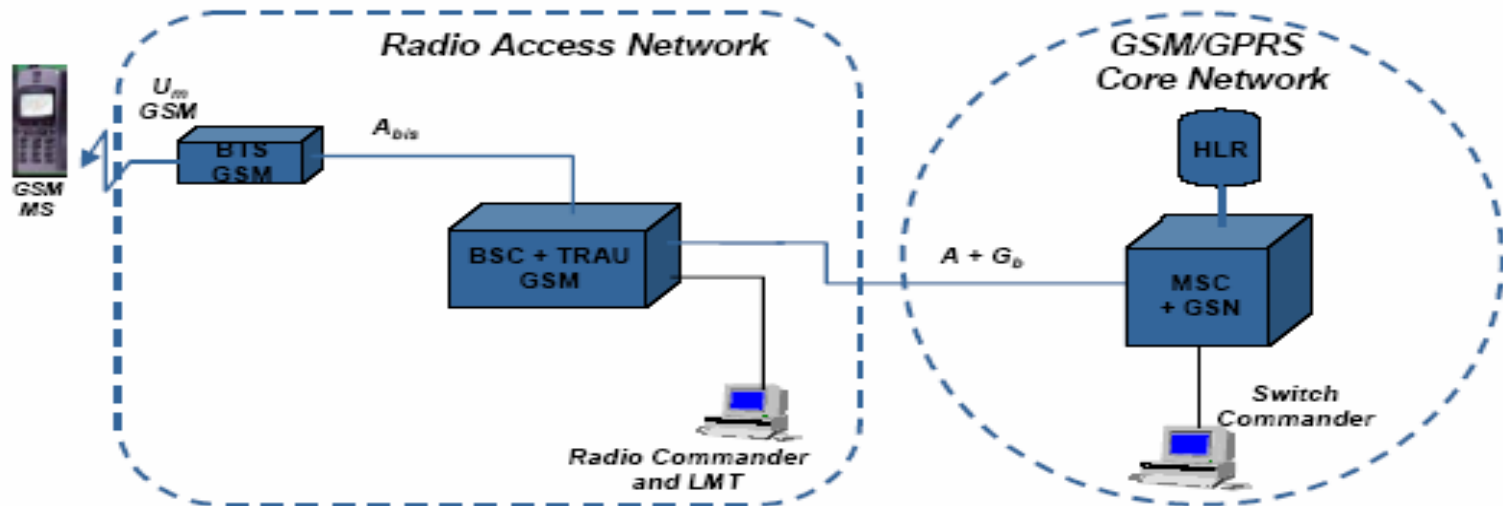 Radio Access Network
GSM/GPRS
Core Network
Um
GSM
Abis
BTS
GSM
GSM
MS
BSC + TRAU
GSM
A + Gb
HLR
MSC
+ GSN
Radio Commander
and LMT
Switch
Commander